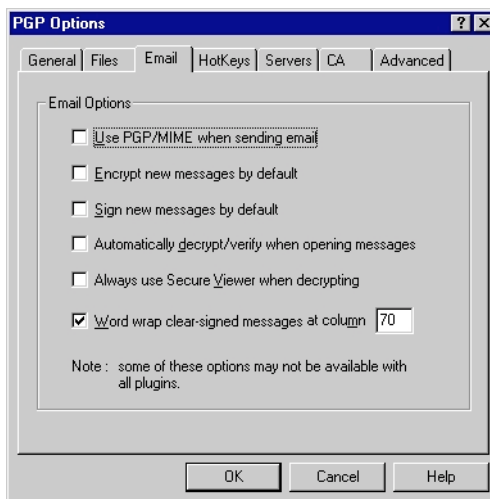 PGP Options
General Files Email HotKeys Servers CA Advanced
Email Options
Use PGP/MIME when sending email
Encrypt new messages by default
Sign new messages by default
Automatically decrypt/verify when opening messages
Always use Secure Viewer when decrypting
Word wrap clear-signed messages at column 70
Note : some of these options may not be available with
all plugins.
OK Cancel Help